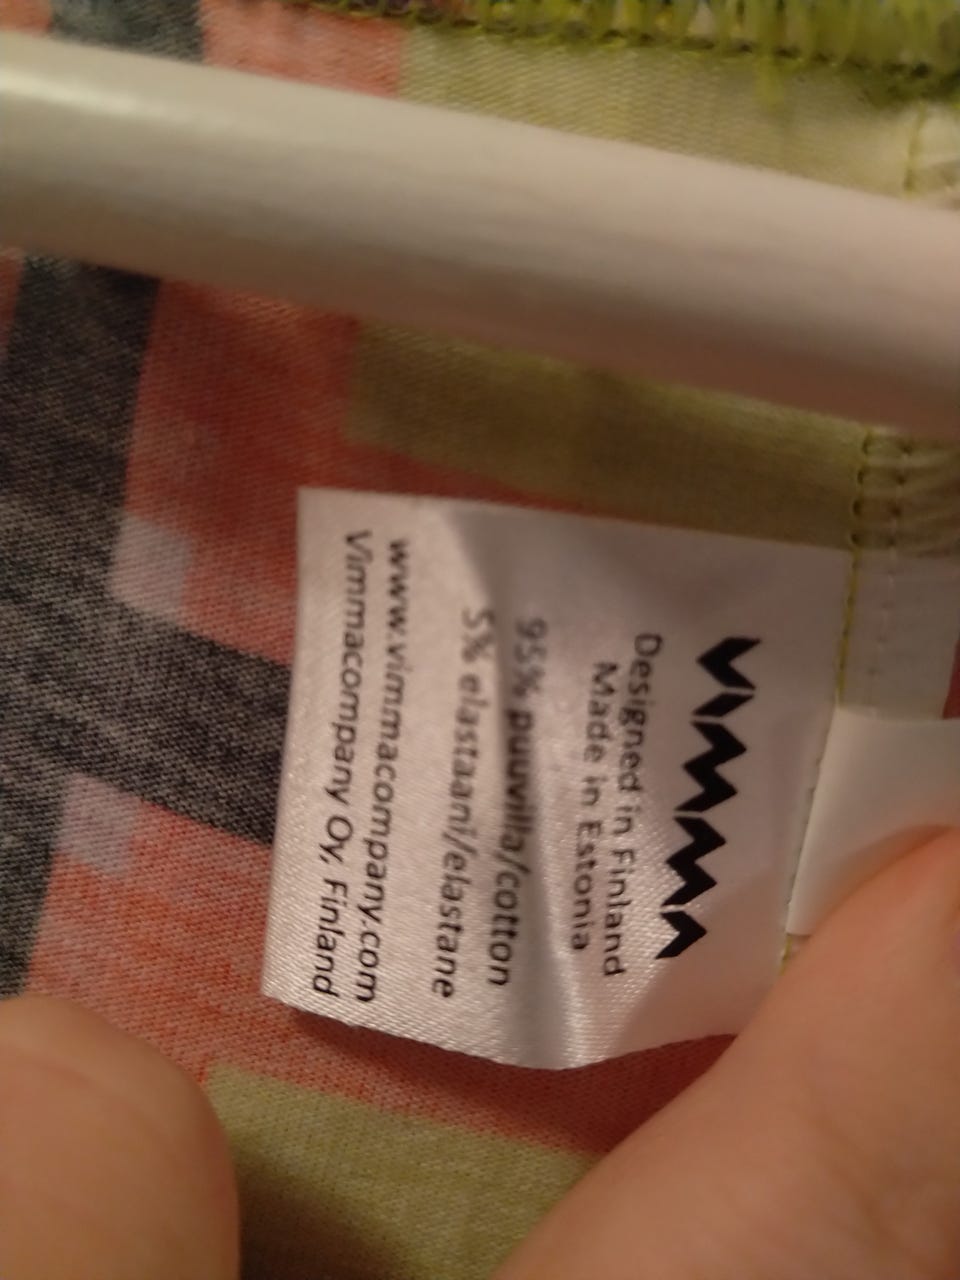 VIMMA
Designed in Finland
Made in Estonia
95% puuvilla/cotton
5% elastaani/elastane
www.vimmacompany.com
Vimmacompany Oy, Finland